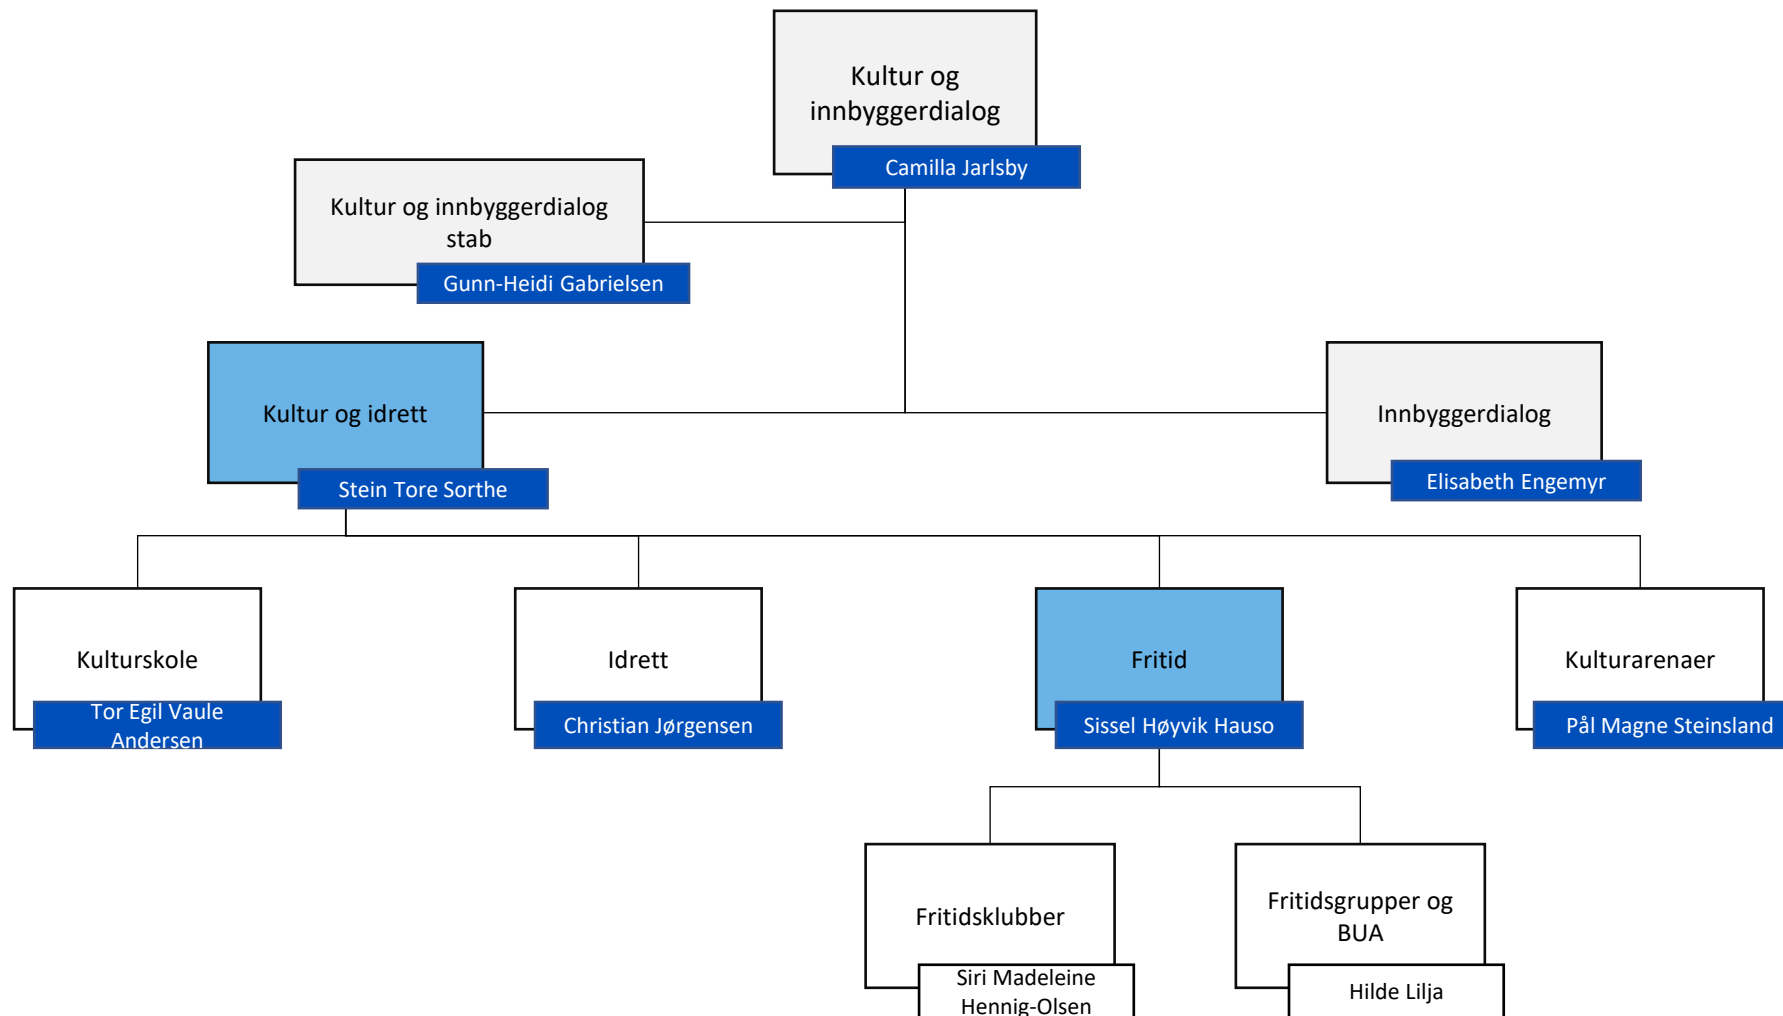 Kultur og
innbyggerdialog
Camilla Jarlsby
Kultur og innbyggerdialog
stab
Gunn-Heidi Gabrielsen
Kultur og idrett
Stein Tore Sorthe
Innbyggerdialog
Elisabeth Engemyr
Kulturskole
Tor Egil Vaule
Andersen
Idrett
Christian Jørgensen
Fritid
Sissel Høyvik Hauso
Kulturarenaer
Pål Magne Steinsland
Fritidsklubber
Siri Madeleine
Hennig-Olsen
Fritidsgrupper og
BUA
Hilde Lilja